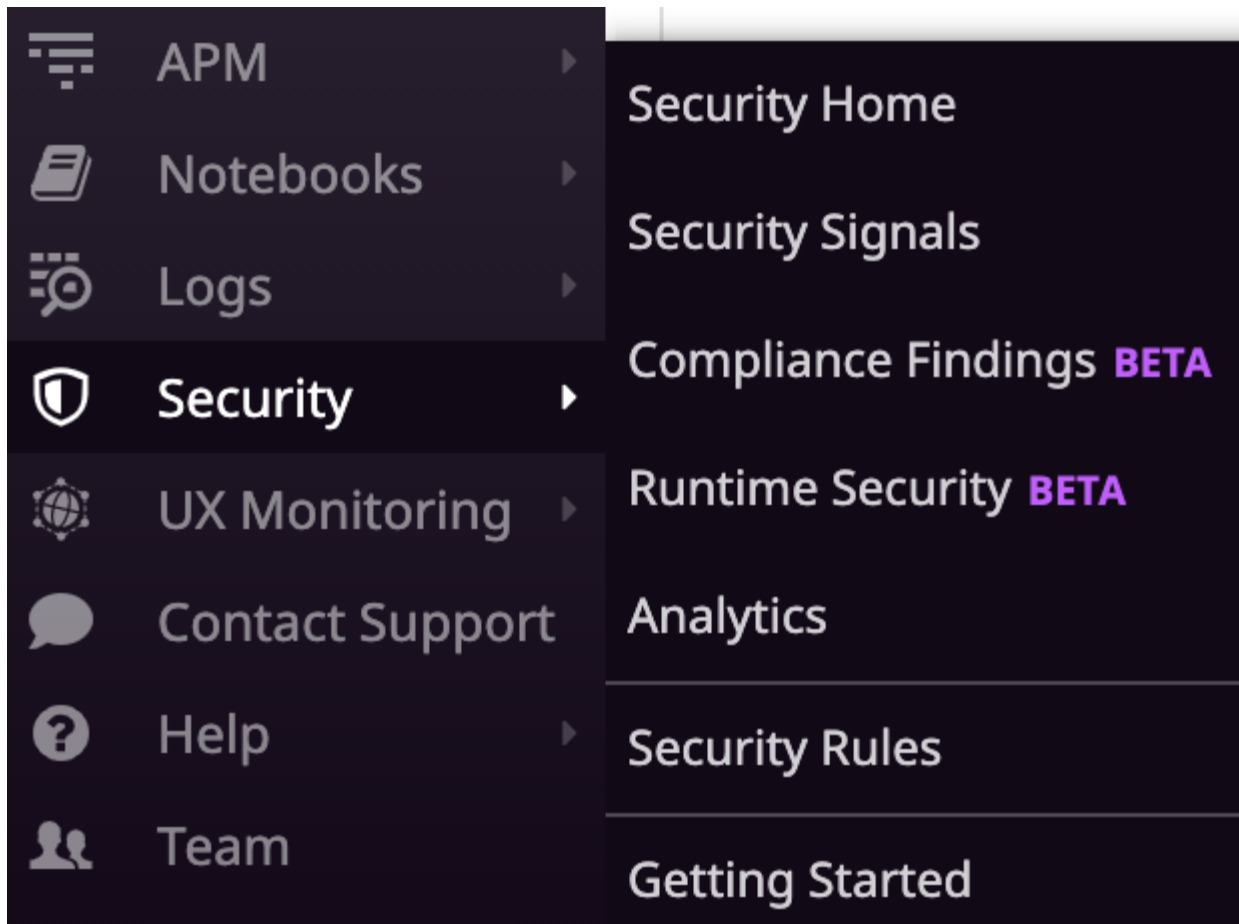 APM
Notebooks
Logs
Security
UX Monitoring
Contact Support
Help
Team
Security Home
Security Signals
Compliance Findings BETA
Runtime Security BETA
Analytics
Security Rules
Getting Started